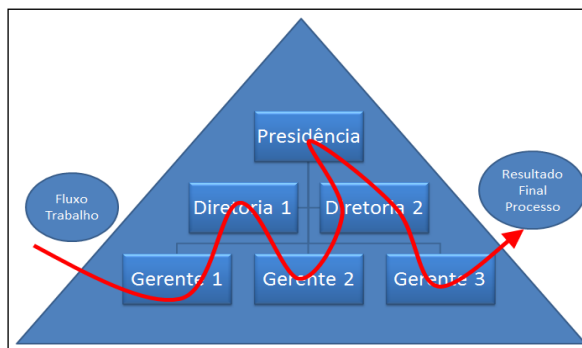 Presidência
Fluxo
Trabalho
Resultado
Final
Processo
Diretoria 1
Diretoria 2
Gerente 1
Gerente 2
Gerente 3